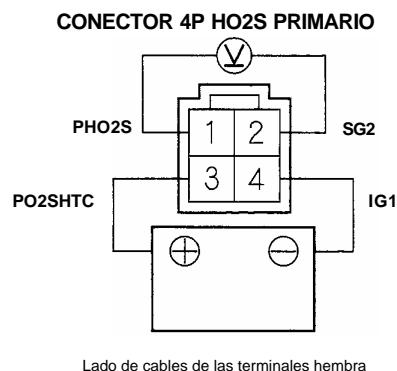 CONECTOR 4P HO2S PRIMARIO
V
PHO2S
1 2
SG2
3 4
PO2SHTC
IG1
+ −
Lado de cables de las terminales hembra